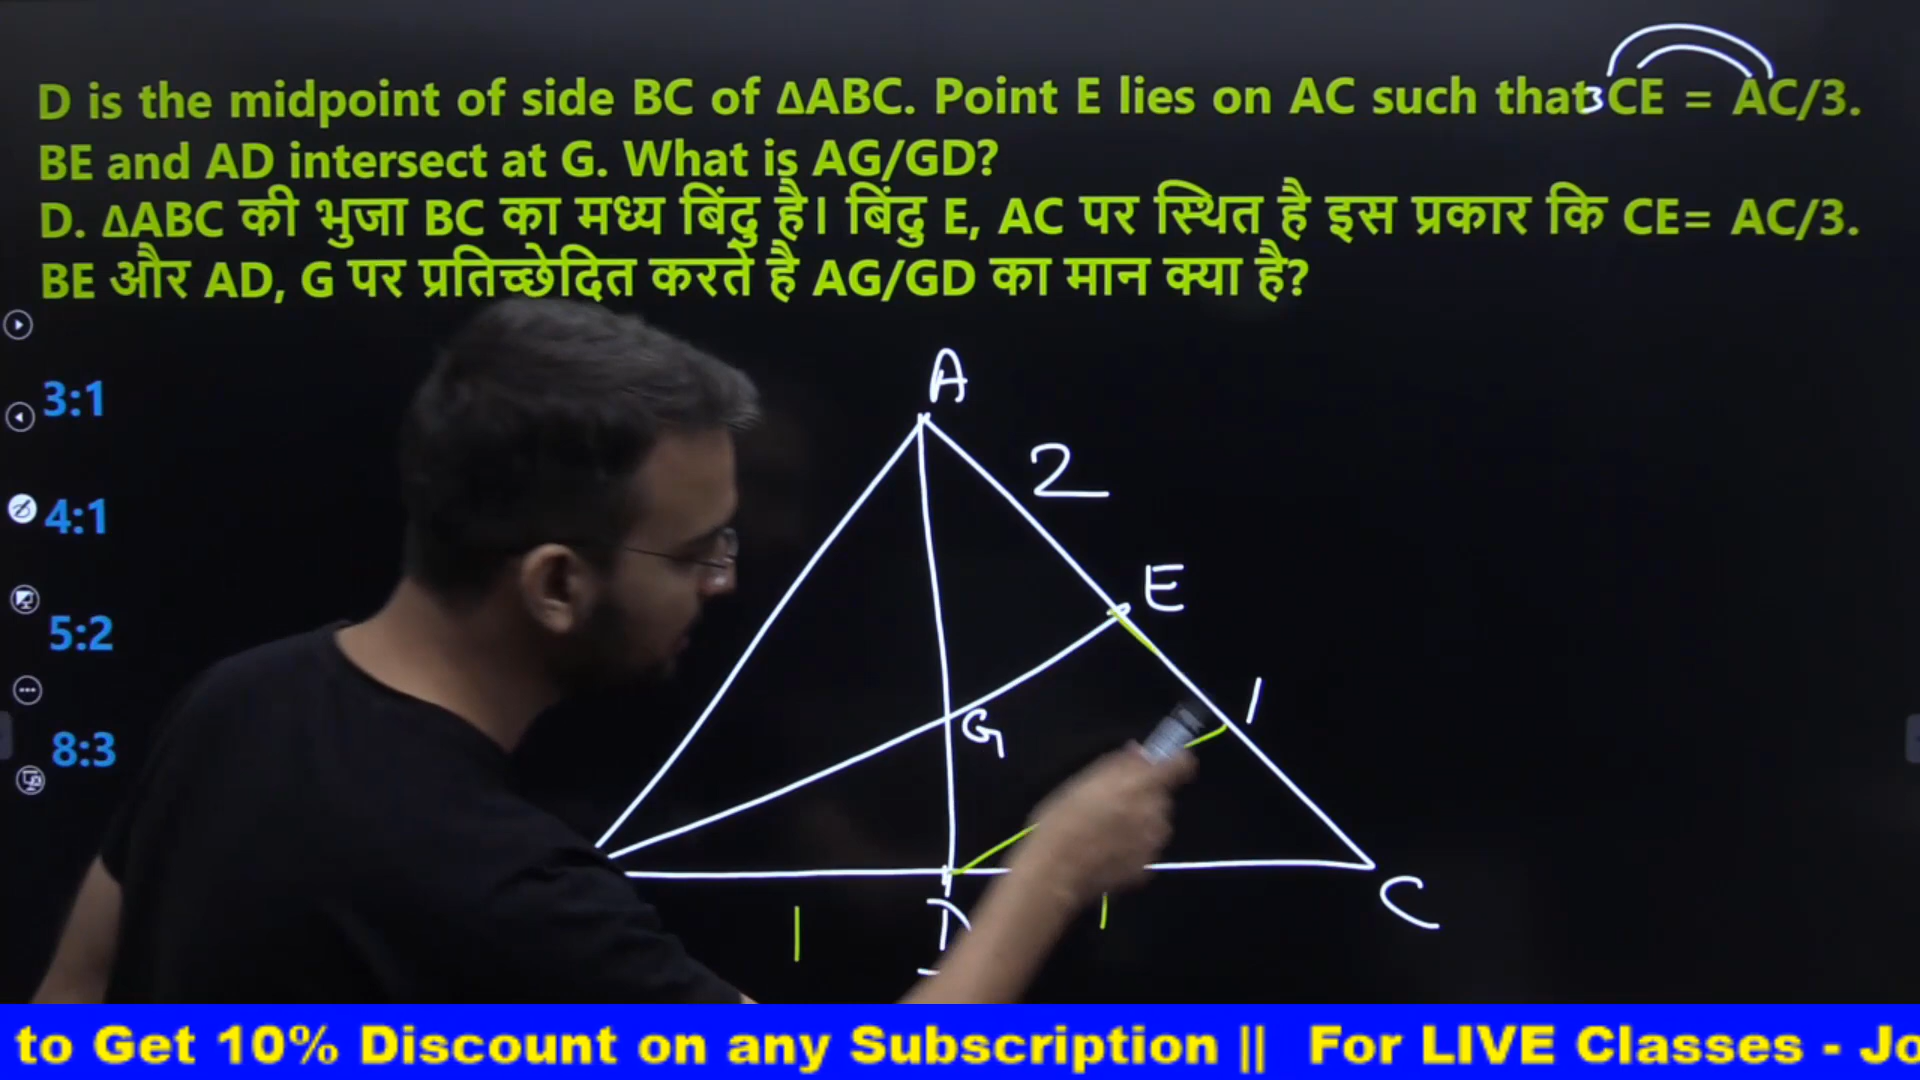 D is the midpoint of side BC of ΔABC. Point E lies on AC such that 3CE = AC/3.
BE and AD intersect at G. What is AG/GD?
D. ΔABC की भुजा BC का मध्य बिंदु है। बिंदु E, AC पर स्थित है इस प्रकार कि CE= AC/3.
BE और AD, G पर प्रतिच्छेदित करते है AG/GD का मान क्या है?
3:1
4:1
5:2
8:3
A
2
E
1
G
C
D
1
1
to Get 10% Discount on any Subscription || For LIVE Classes - Jo